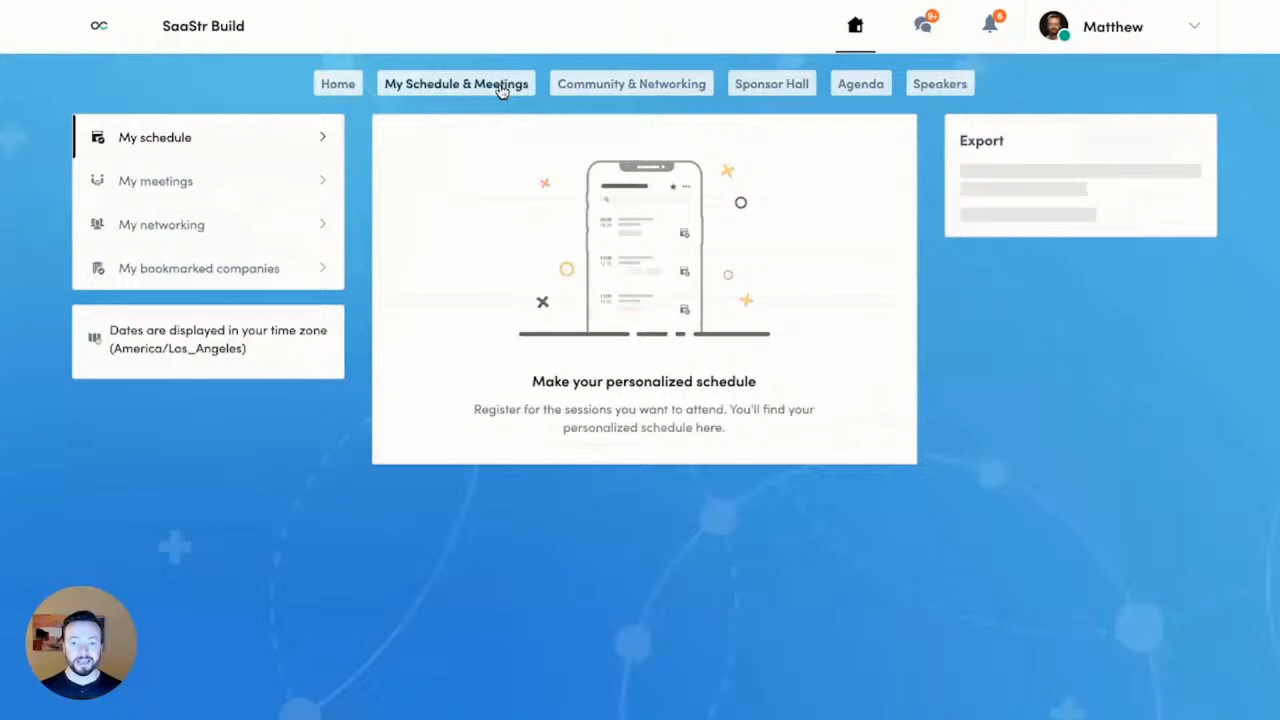 SaaStr Build
9+
6
Matthew
Home
My Schedule & Meetings
Community & Networking
Sponsor Hall
Agenda
Speakers
My schedule
My meetings
My networking
My bookmarked companies
Dates are displayed in your time zone
(America/Los_Angeles)
Make your personalized schedule
Register for the sessions you want to attend. You'll find your
personalized schedule here.
Export